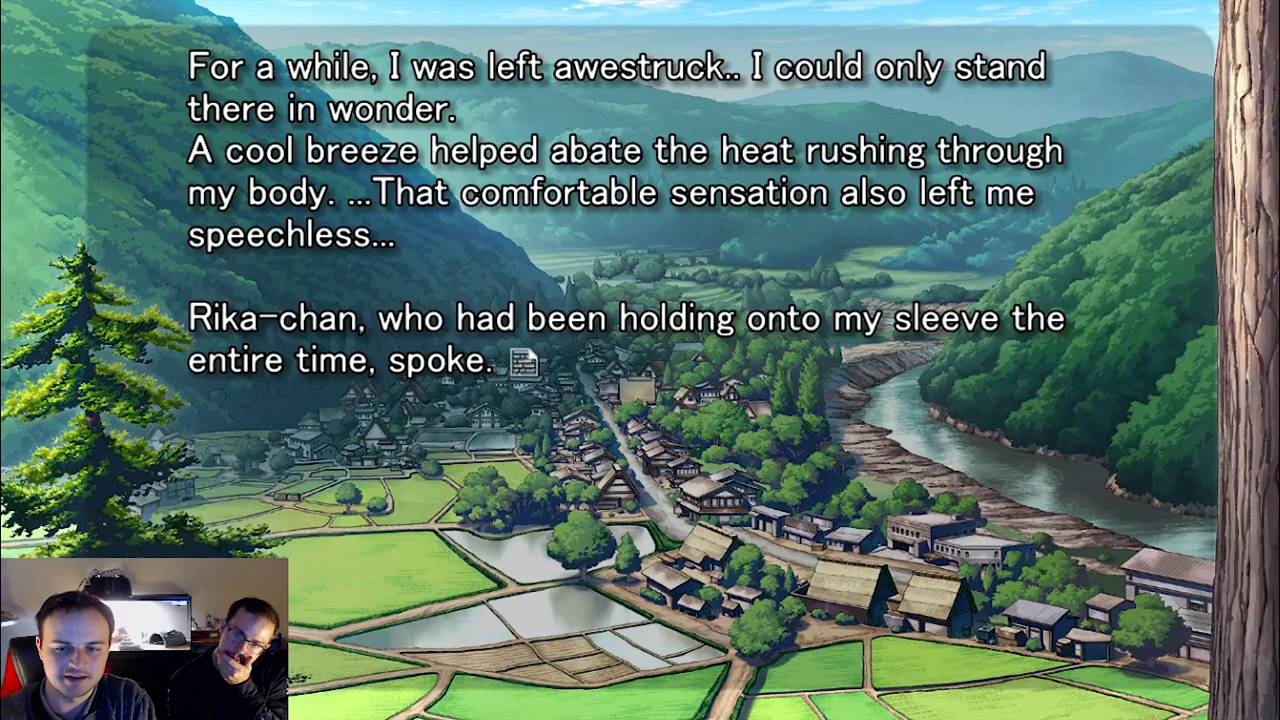 For a while, I was left awestruck.. I could only stand
there in wonder.
A cool breeze helped abate the heat rushing through
my body. ...That comfortable sensation also left me
speechless...
Rika-chan, who had been holding onto my sleeve the
entire time, spoke.